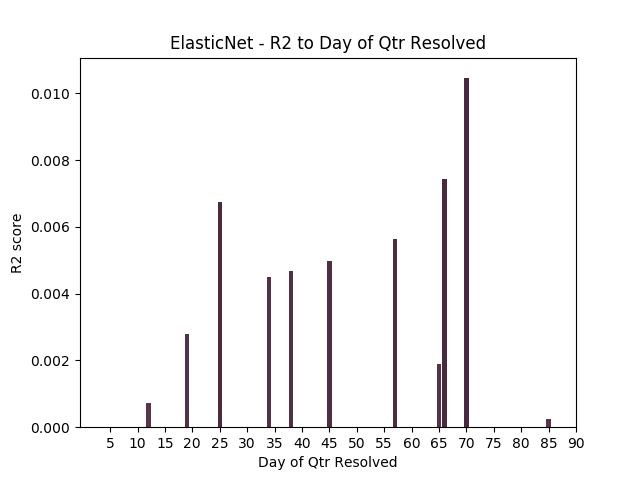 ElasticNet - R2 to Day of Qtr Resolved
0.010
0.008
0.006
0.004
0.002
0.000
R2 score
5 10 15 20 25 30 35 40 45 50 55 60 65 70 75 80 85 90
Day of Qtr Resolved